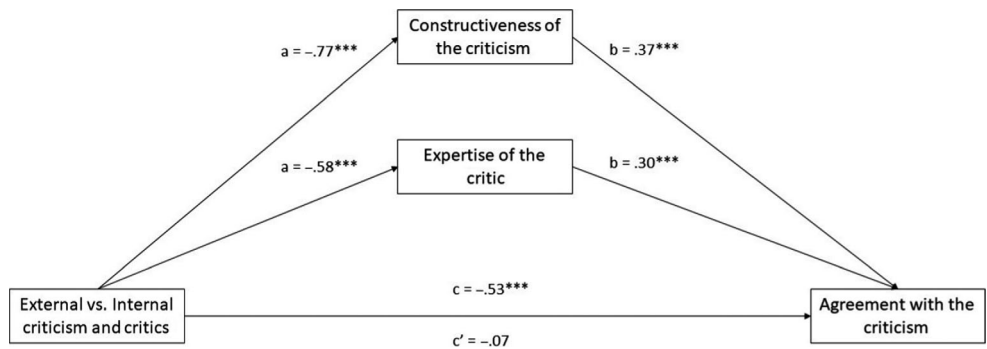 Constructiveness of
the criticism
a = –.77***
b = .37***
Expertise of the
critic
a = –.58***
b = .30***
External vs. Internal
criticism and critics
c = –.53***
c’ = –.07
Agreement with the
criticism